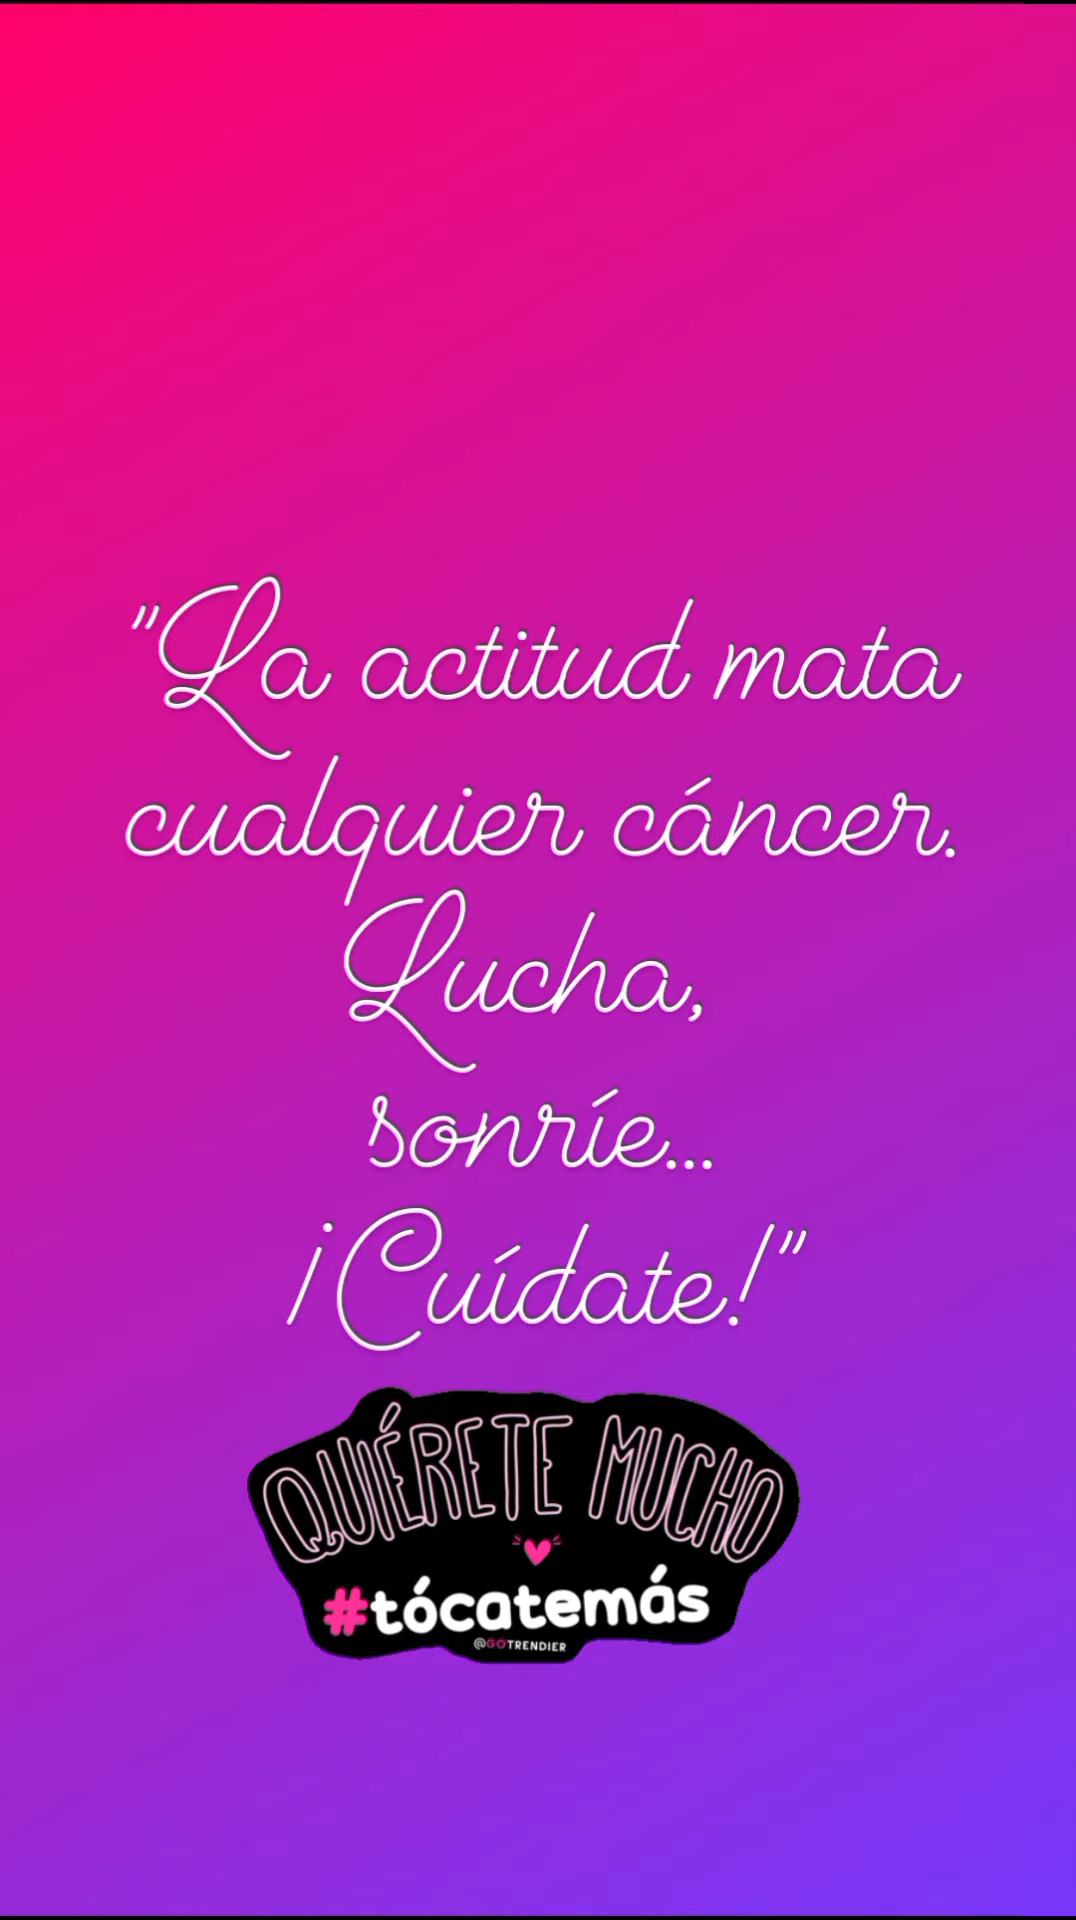 "La actitud mata
cualquier cáncer.
Lucha,
sonríe...
¡Cuídate!"
QUIÉRETE MUCHO
#tócatemás
@GOTRENDIER